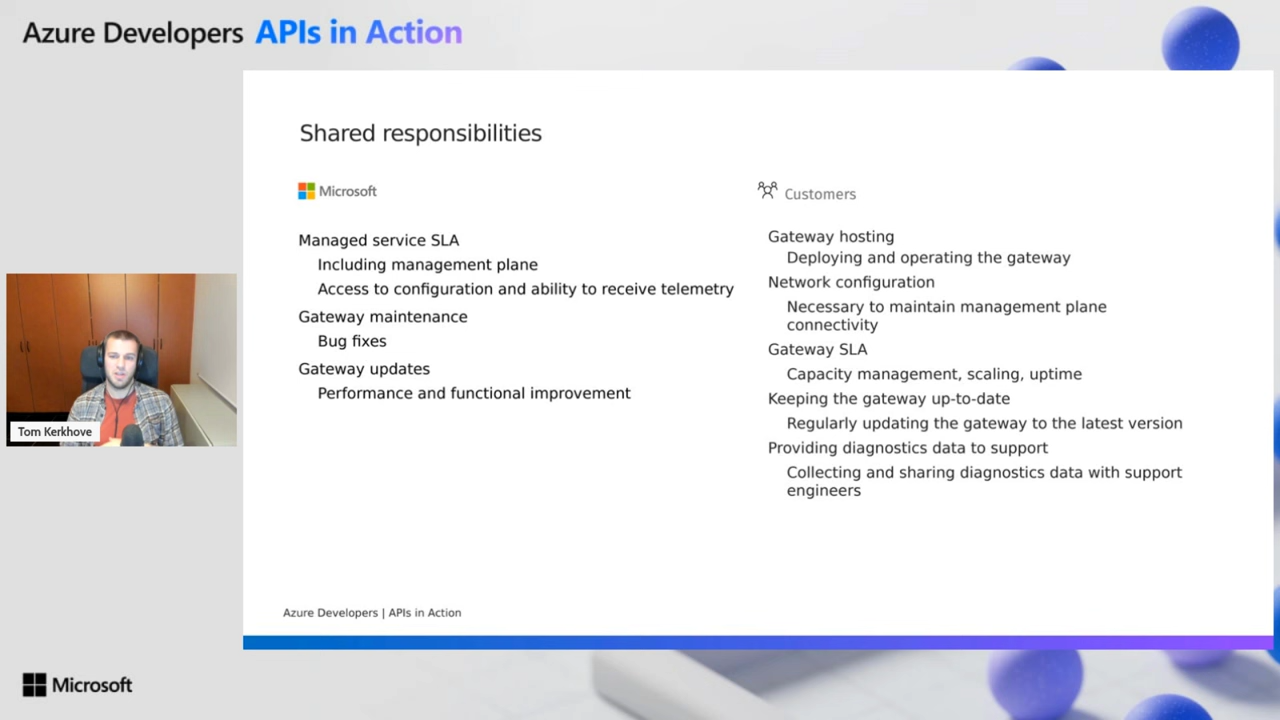 Azure Developers APIs in Action
Shared responsibilities
Microsoft
Managed service SLA
Including management plane
Access to configuration and ability to receive telemetry
Gateway maintenance
Bug fixes
Gateway updates
Performance and functional improvement
Customers
Gateway hosting
Deploying and operating the gateway
Network configuration
Necessary to maintain management plane
connectivity
Gateway SLA
Capacity management, scaling, uptime
Keeping the gateway up-to-date
Regularly updating the gateway to the latest version
Providing diagnostics data to support
Collecting and sharing diagnostics data with support
engineers
Tom Kerkhove
Azure Developers | APIs in Action
Microsoft